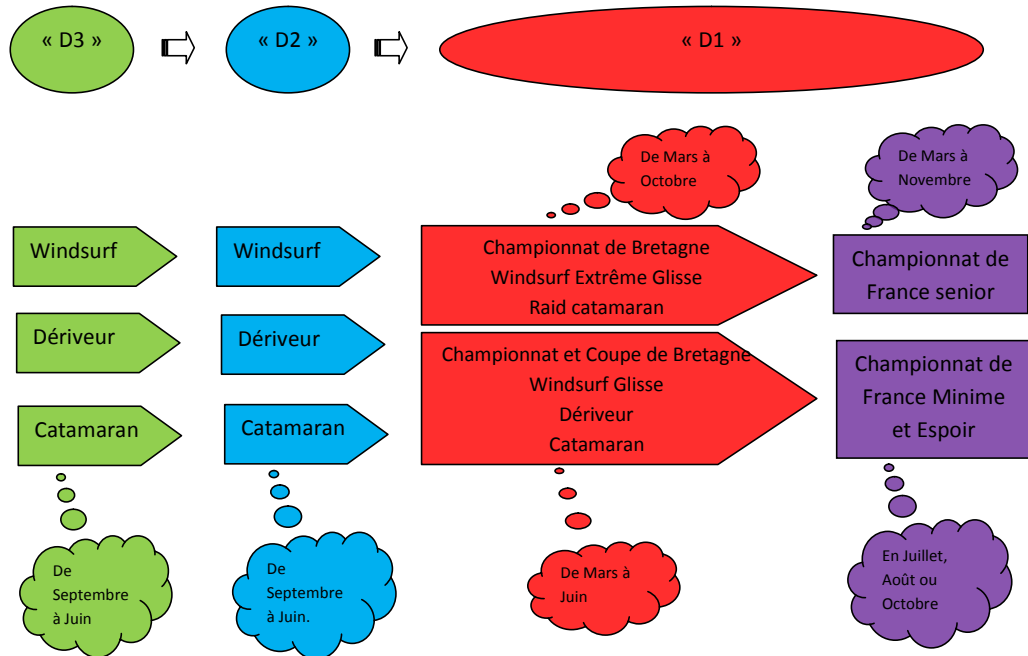 « D3 »
« D2 »
« D1 »
De Mars à
Octobre
De Mars à
Novembre
Windsurf
Windsurf
Championnat de Bretagne
Windsurf Extrême Glisse
Raid catamaran
Championnat de
France senior
Dériveur
Dériveur
Championnat et Coupe de Bretagne
Windsurf Glisse
Dériveur
Catamaran
Championnat de
France Minime
et Espoir
Catamaran
Catamaran
De
Septembre
à Juin
De
Septembre
à Juin.
De Mars à
Juin
En Juillet,
Août ou
Octobre